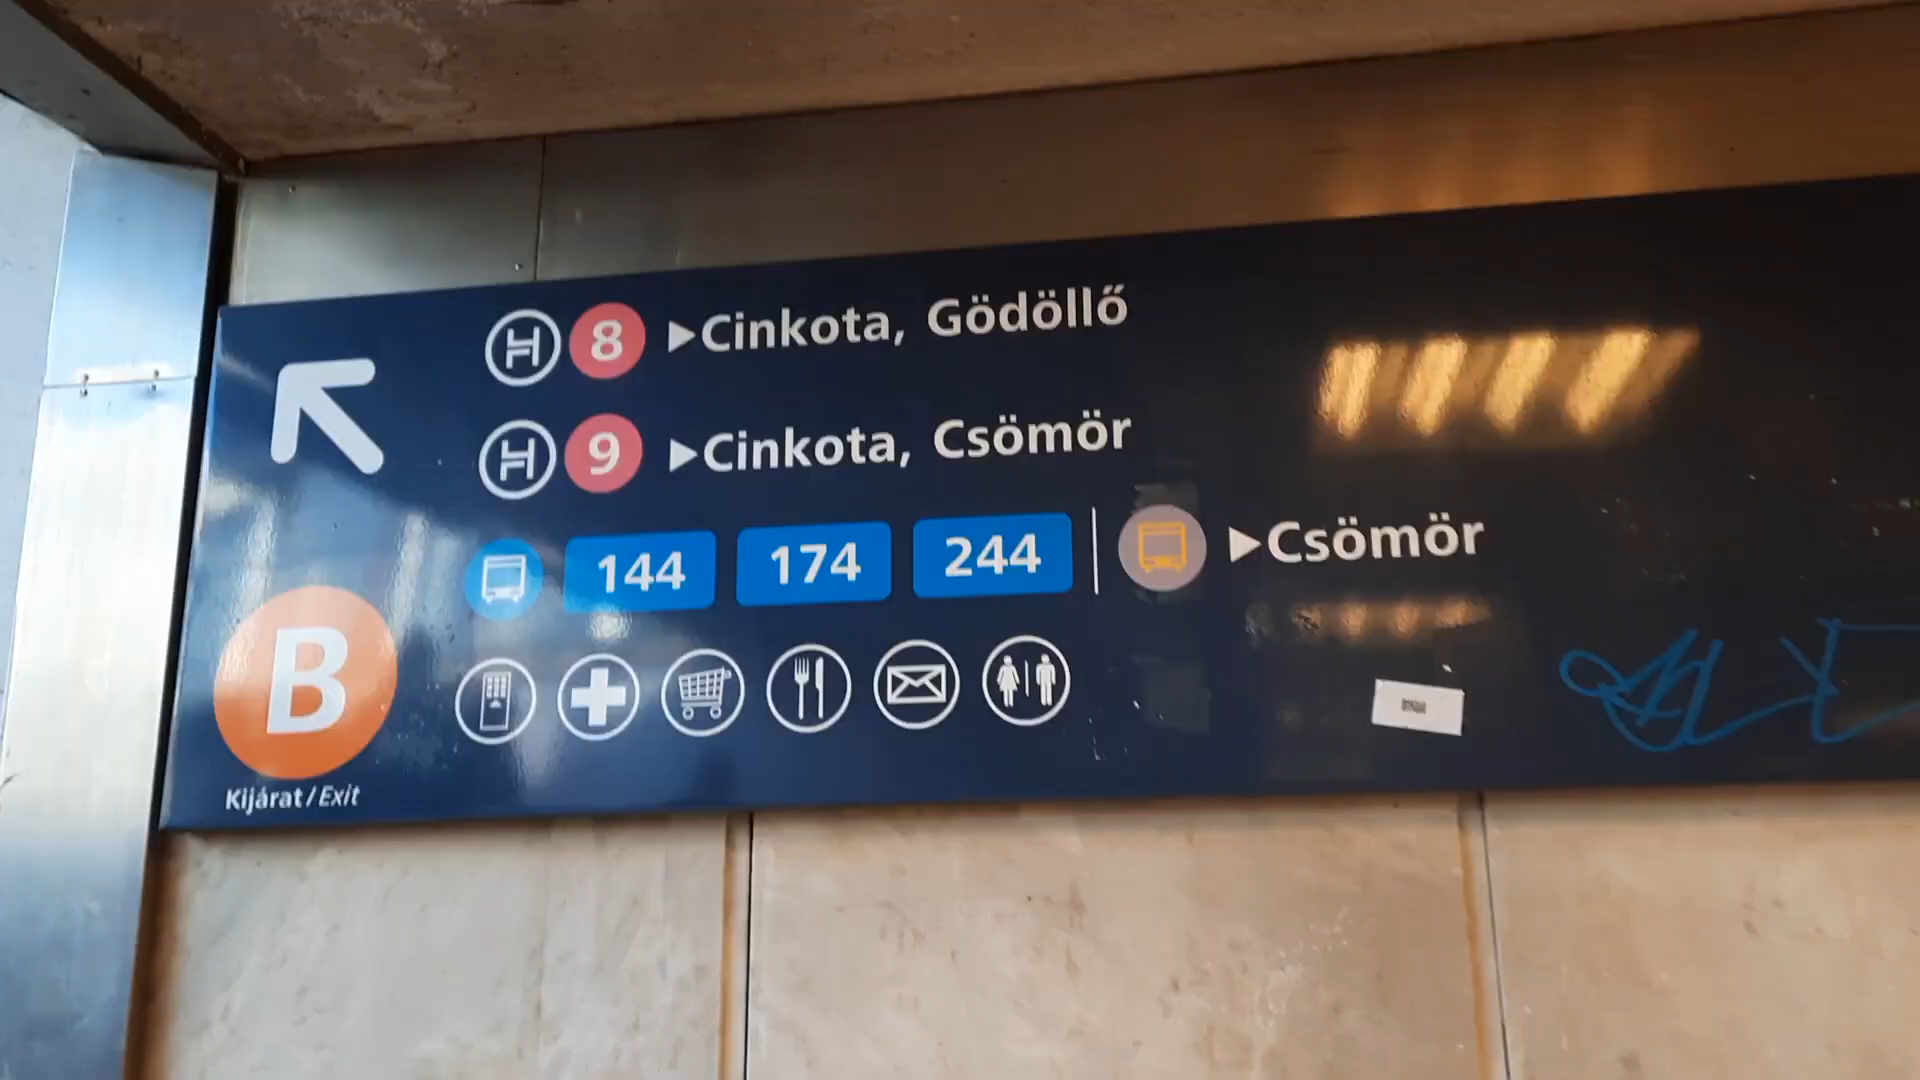 H 8 ▶Cinkota, Gödöllő
H 9 ▶Cinkota, Csömör
144 174 244 ▶Csömör
B
Kijárat/Exit